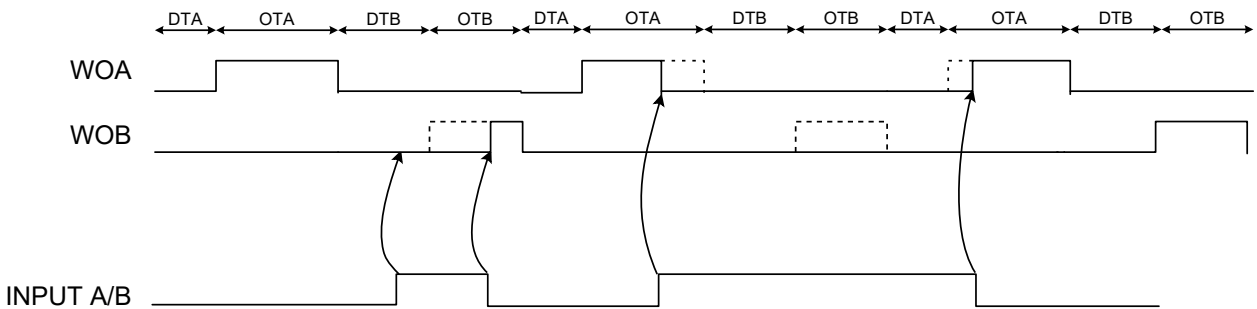 DTA OTA DTB OTB DTA OTA DTB OTB DTA OTA DTB OTB
WOA
WOB
INPUT A/B